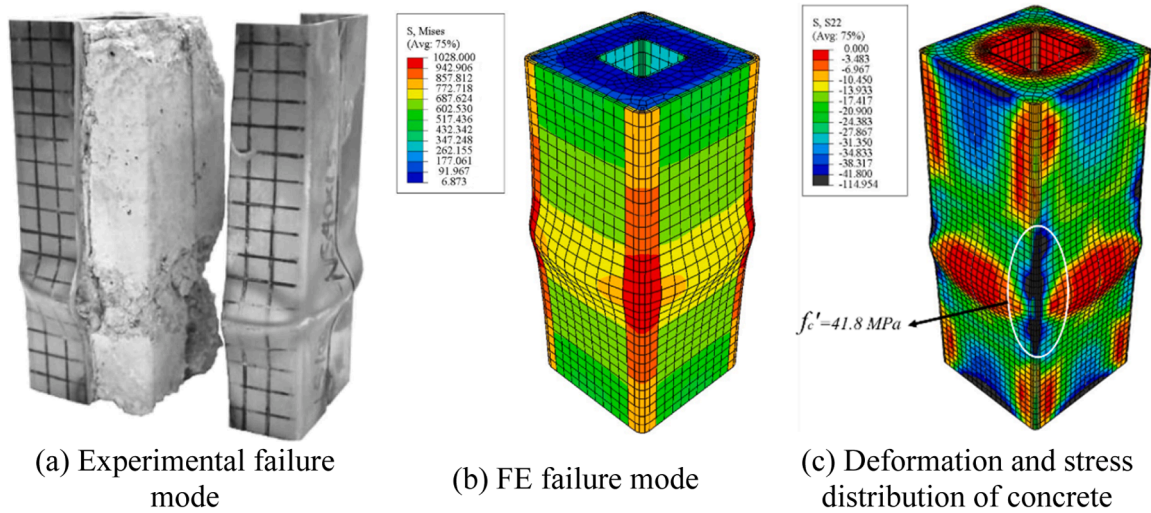 S, Mises
(Avg: 75%)
1028.000
942.906
857.812
772.718
687.624
602.530
517.436
432.342
347.248
262.155
177.061
91.967
6.873
S, S22
(Avg: 75%)
0.000
-3.483
-6.967
-10.450
-13.933
-17.417
-20.900
-24.383
-27.867
-31.350
-34.833
-38.317
-41.800
-114.954
fc'=41.8 MPa
(a) Experimental failure
mode
(b) FE failure mode
(c) Deformation and stress
distribution of concrete